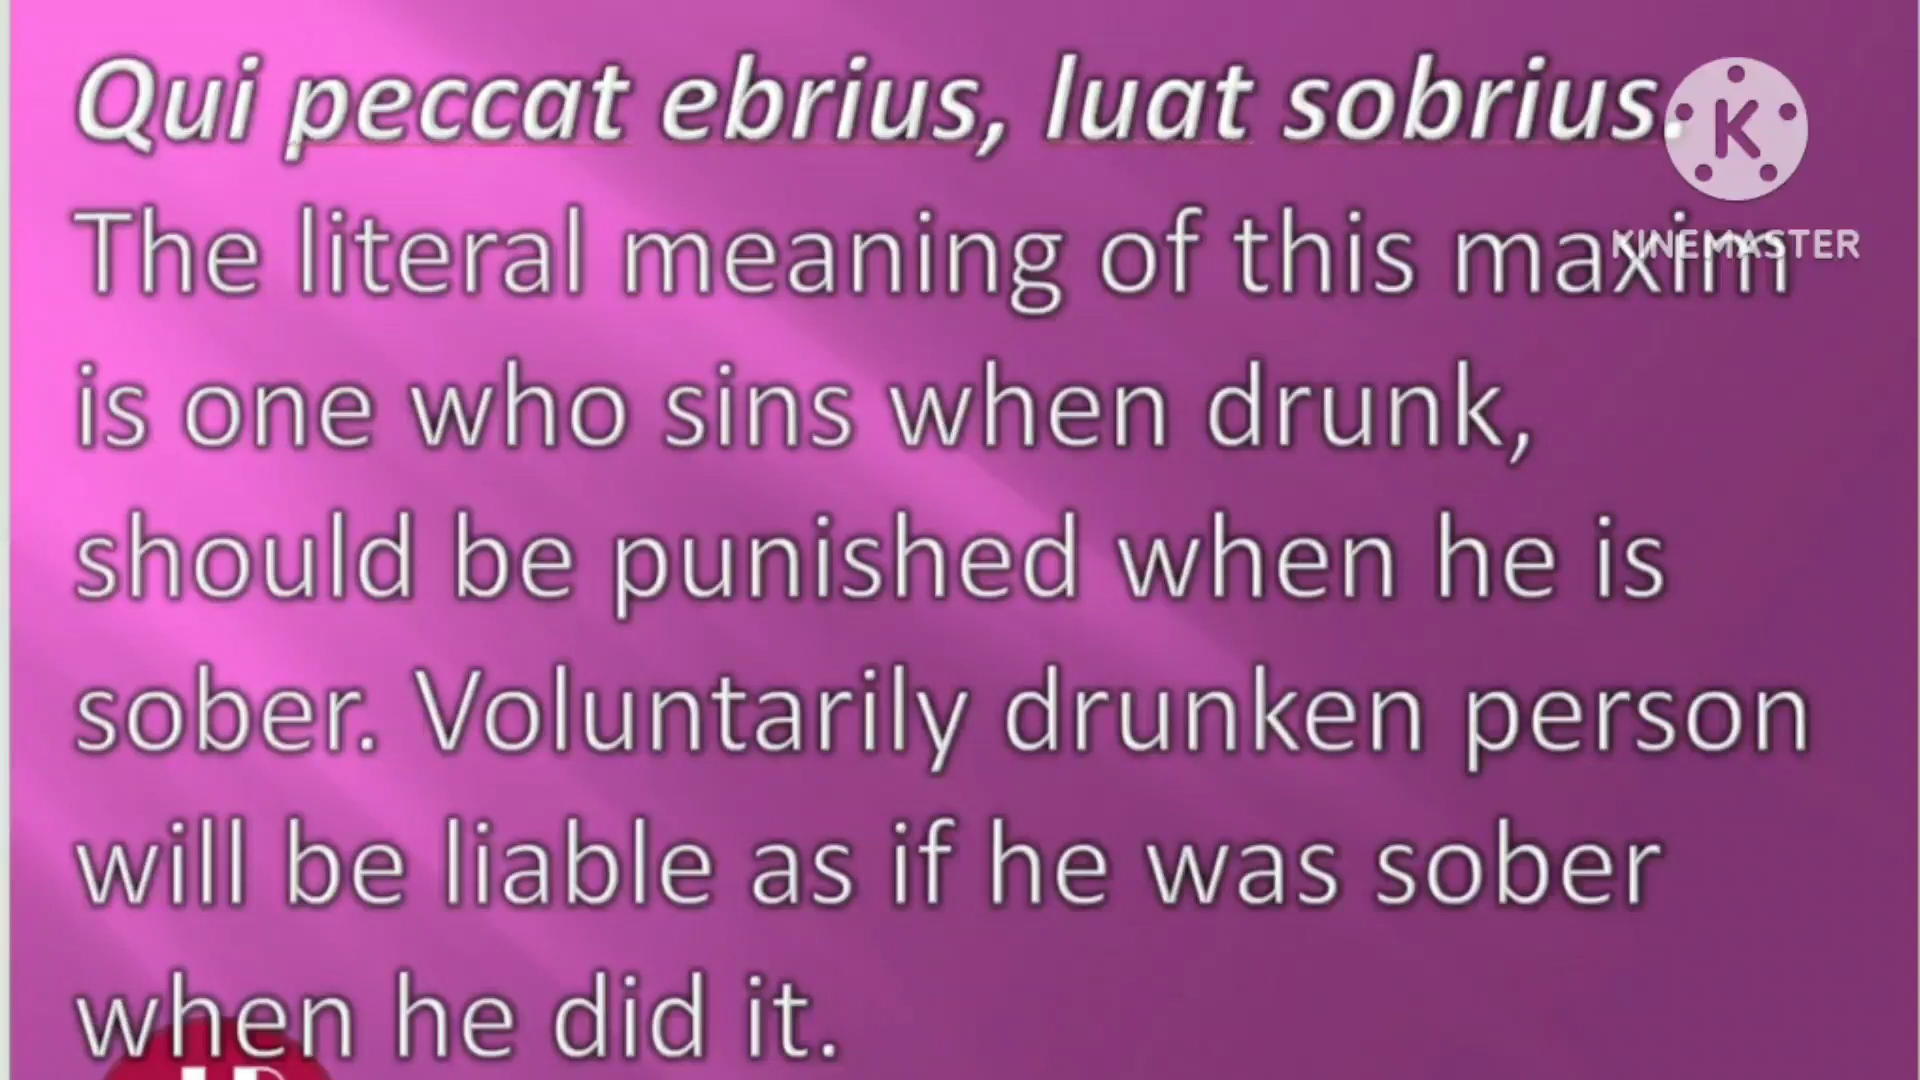 Qui peccat ebrius, luat sobrius.
The literal meaning of this maxim
KINEMASTER
is one who sins when drunk,
should be punished when he is
sober. Voluntarily drunken person
will be liable as if he was sober
when he did it.